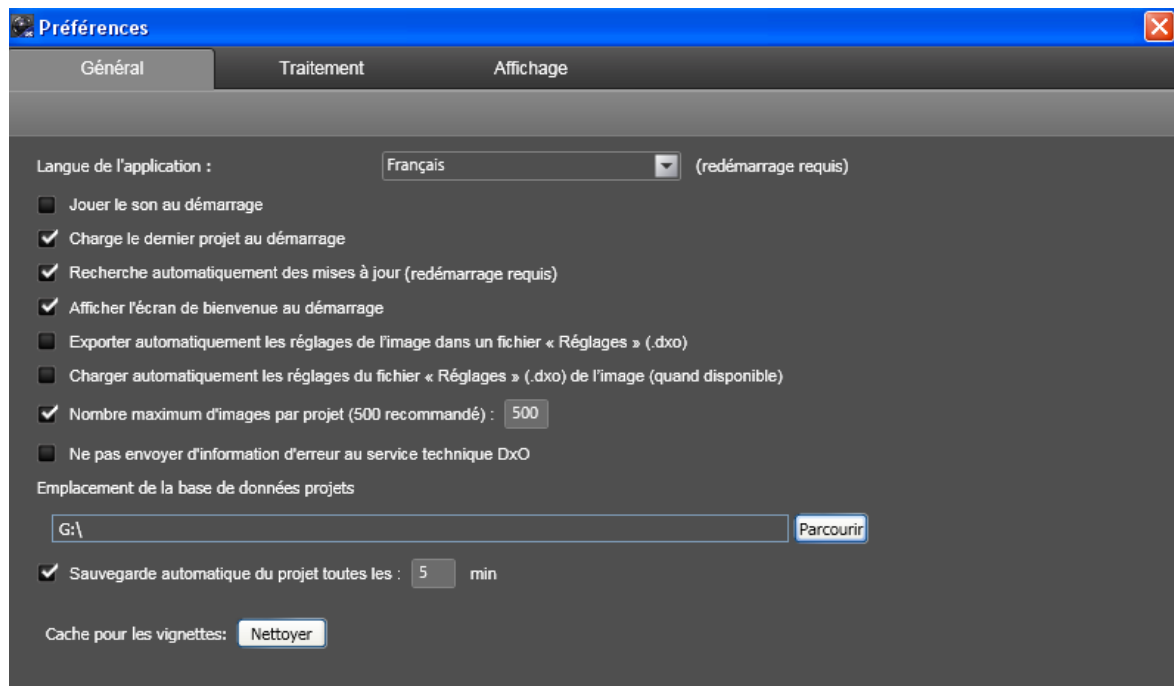 Préférences
Général Traitement Affichage
Langue de l'application : Français (redémarrage requis)
Jouer le son au démarrage
Charge le dernier projet au démarrage
Recherche automatiquement des mises à jour (redémarrage requis)
Afficher l'écran de bienvenue au démarrage
Exporter automatiquement les réglages de l'image dans un fichier « Réglages » (.dxo)
Charger automatiquement les réglages du fichier « Réglages » (.dxo) de l'image (quand disponible)
Nombre maximum d'images par projet (500 recommandé) : 500
Ne pas envoyer d'information d'erreur au service technique DxO
Emplacement de la base de données projets
G:\ Parcourir
Sauvegarde automatique du projet toutes les : 5 min
Cache pour les vignettes: Nettoyer